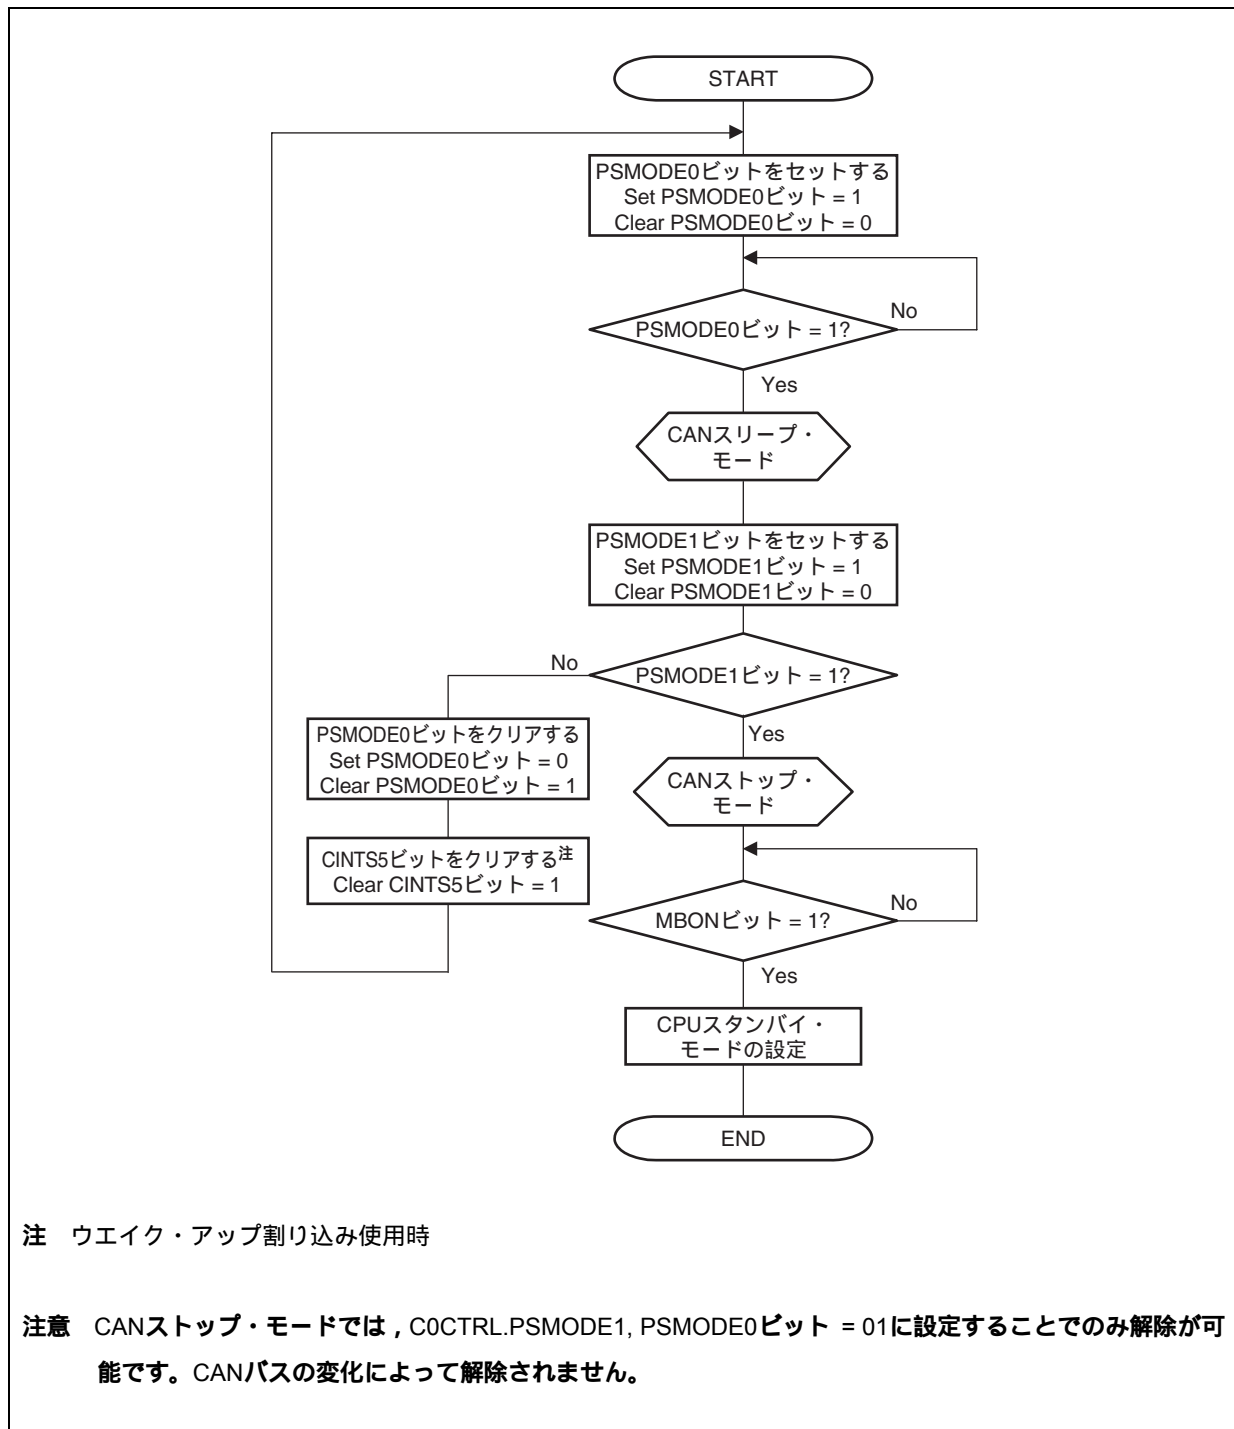 START
PSMODE0ビットをセットする
Set PSMODE0ビット = 1
Clear PSMODE0ビット = 0
PSMODE0ビット = 1?
No
Yes
CANスリープ・
モード
PSMODE1ビットをセットする
Set PSMODE1ビット = 1
Clear PSMODE1ビット = 0
PSMODE1ビット = 1?
No
Yes
PSMODE0ビットをクリアする
Set PSMODE0ビット = 0
Clear PSMODE0ビット = 1
CINTS5ビットをクリアする注
Clear CINTS5ビット = 1
CANストップ・
モード
MBONビット = 1?
No
Yes
CPUスタンバイ・
モードの設定
END
注 ウエイク・アップ割り込み使用時
注意 CANストップ・モードでは , C0CTRL.PSMODE1, PSMODE0ビット = 01に設定することでのみ解除が可
能です。CANバスの変化によって解除されません。